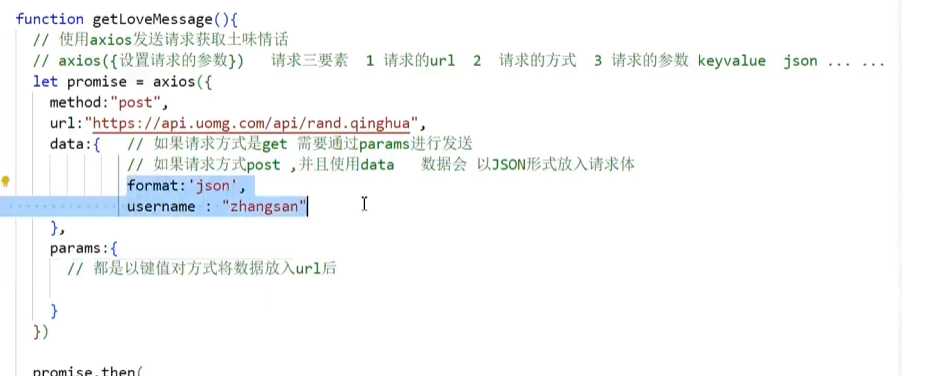 function getLoveMessage(){
// 使用axios发送请求获取土味情话
// axios({设置请求的参数})   请求三要素  1 请求的url  2  请求的方式  3 请求的参数 keyvalue  json ... ...
let promise = axios({
method:"post",
url:"https://api.uomg.com/api/rand.qinghua",
data:{   // 如果请求方式是get 需要通过params进行发送
// 如果请求方式post ,并且使用data   数据会 以JSON形式放入请求体
format:'json',
username : "zhangsan"
},
params:{
// 都是以键值对方式将数据放入url后
}
})
promise.then(